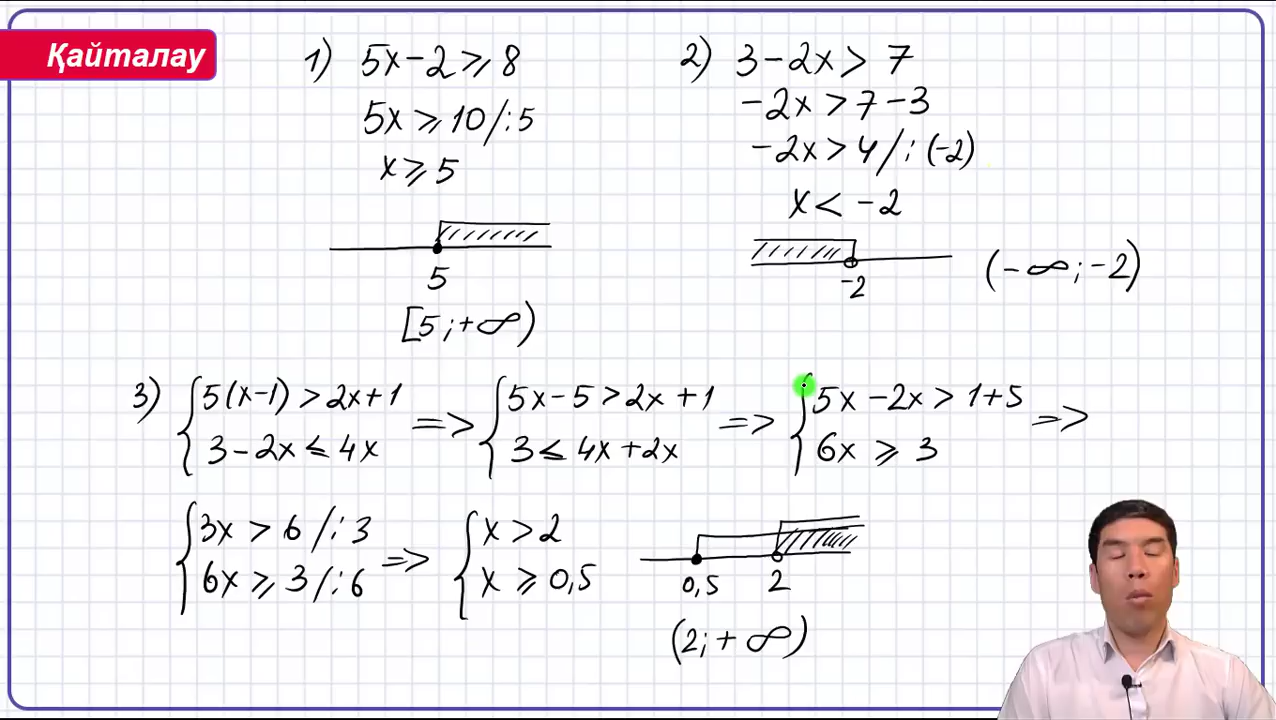 Қайталау
1) 5x-2≥8
5x≥10/:5
x≥5
5
[5;+∞)
2) 3-2x>7
-2x>7-3
-2x>4/:(-2)
x<-2
-2
(-∞;-2)
3) {5(x-1)>2x+1 => {5x-5>2x+1 => {5x-2x>1+5 =>
3-2x≤4x 3≤4x+2x 6x≥3
{3x>6/:3 => {x>2
6x≥3/:6 x≥0,5
0,5 2
(2;+∞)